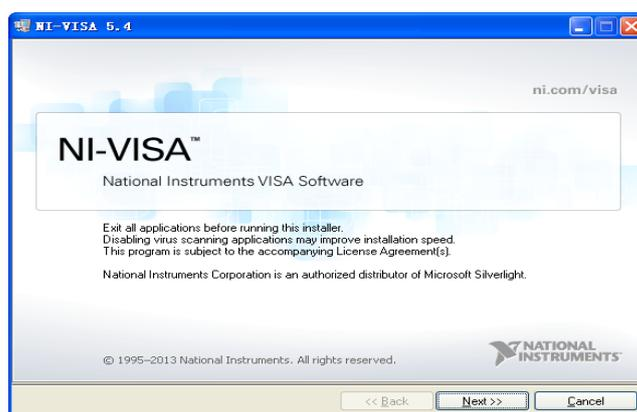 NI-VISA 5.4
ni.com/visa
NI-VISA™
National Instruments VISA Software
Exit all applications before running this installer.
Disabling virus scanning applications may improve installation speed.
This program is subject to the accompanying License Agreement(s).
National Instruments Corporation is an authorized distributor of Microsoft Silverlight.
© 1995–2013 National Instruments. All rights reserved.
NATIONAL
INSTRUMENTS™
<< Back Next >> Cancel